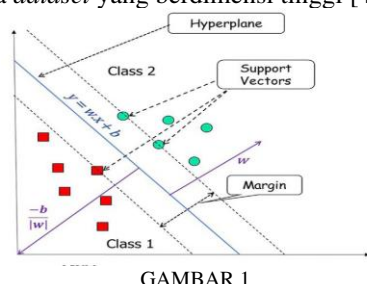 dataset yang berdimensi tinggi [
Hyperplane
Class 2
Support
Vectors
y = wx + b
w
Margin
-b
|w|
Class 1
GAMBAR 1